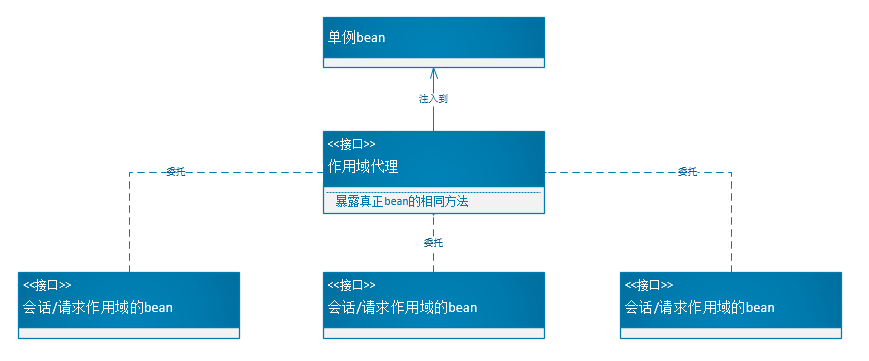 单例bean
注入到
<<接口>>
作用域代理
暴露真正bean的相同方法
委托
委托
委托
<<接口>>
会话/请求作用域的bean
<<接口>>
会话/请求作用域的bean
<<接口>>
会话/请求作用域的bean